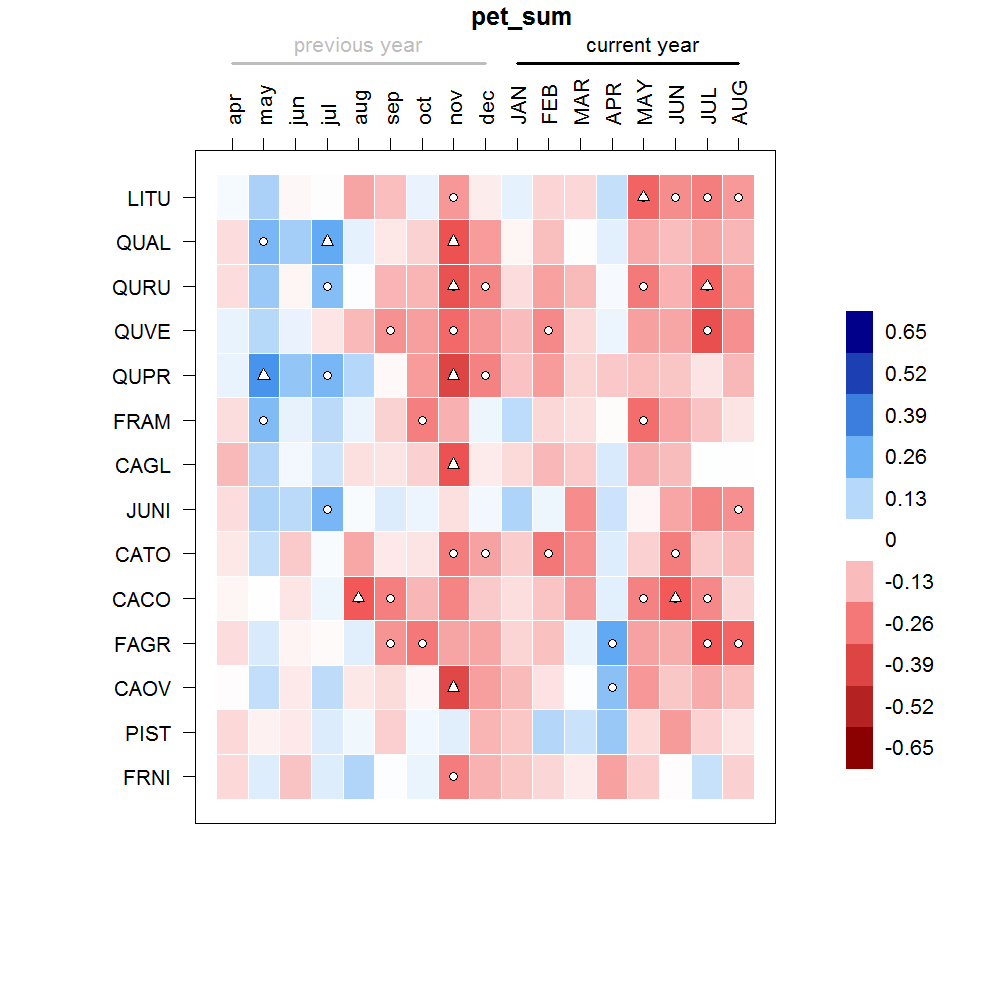 pet_sum
previous year current year
apr may jun jul aug sep oct nov dec JAN FEB MAR APR MAY JUN JUL AUG
LITU
QUAL
QURU
QUVE
QUPR
FRAM
CAGL
JUNI
CATO
CACO
FAGR
CAOV
PIST
FRNI
0.65
0.52
0.39
0.26
0.13
0
-0.13
-0.26
-0.39
-0.52
-0.65